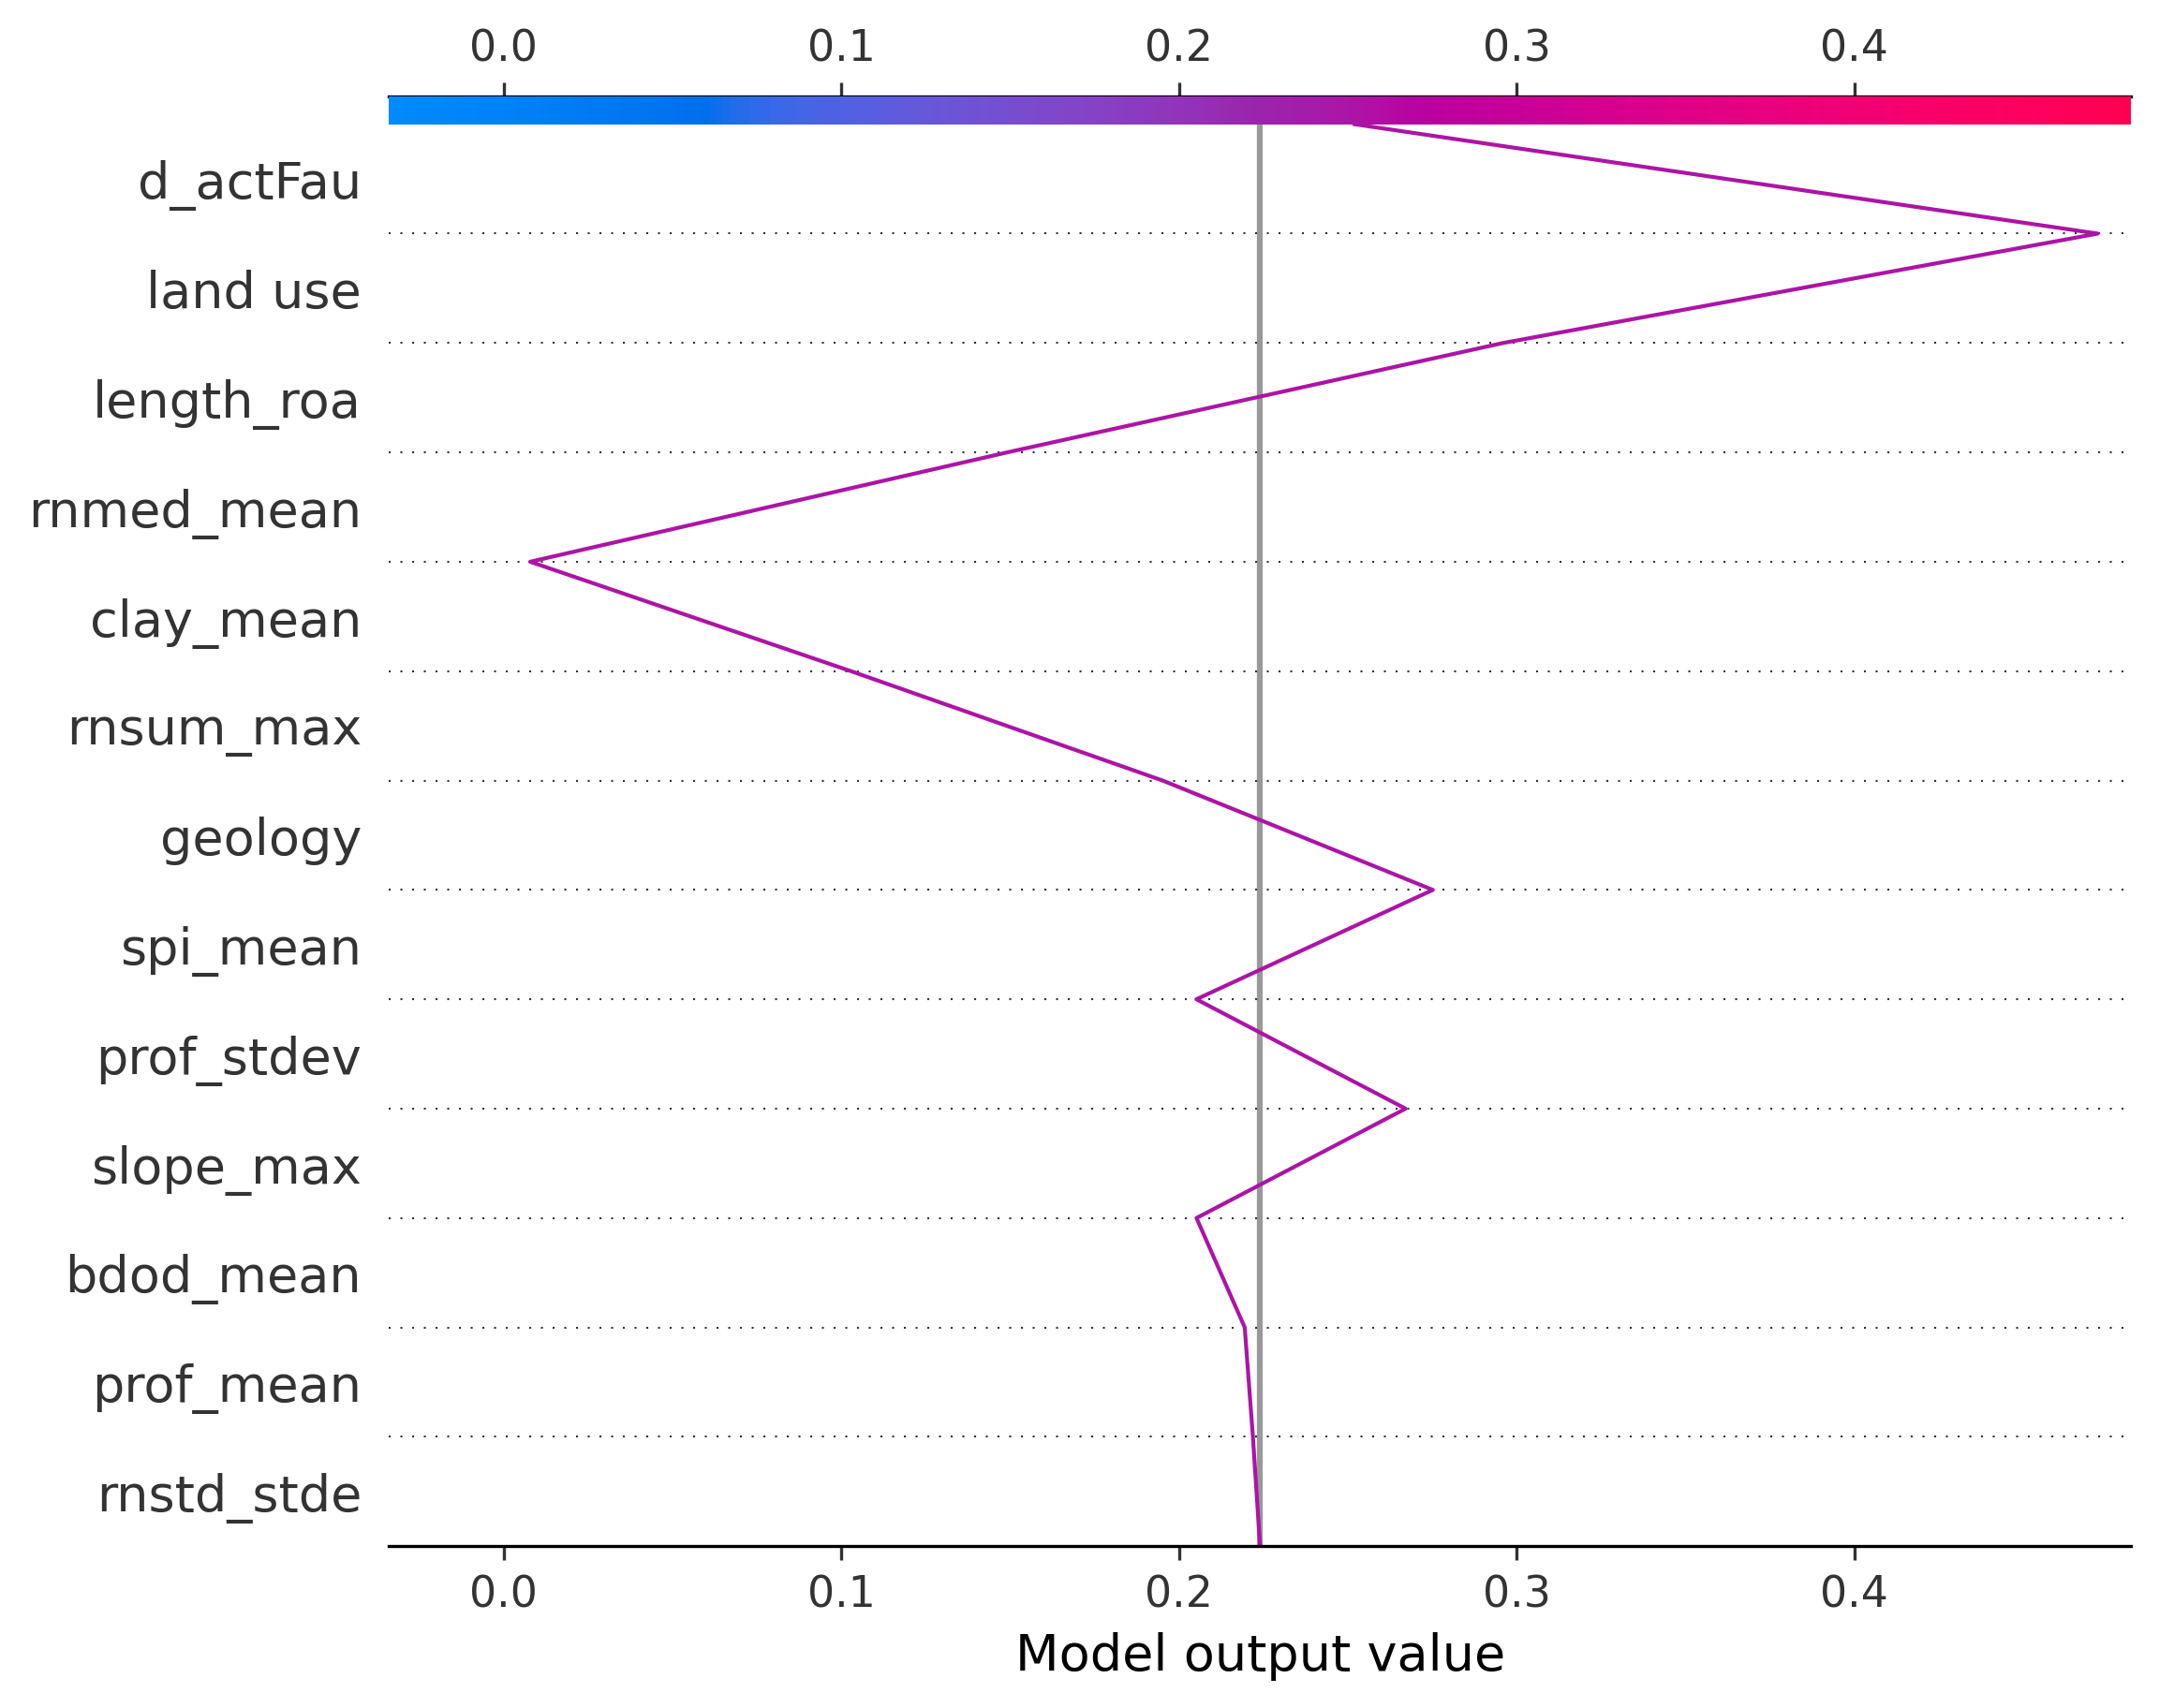 0.0 0.1 0.2 0.3 0.4
d_actFau
land use
length_roa
rnmed_mean
clay_mean
rnsum_max
geology
spi_mean
prof_stdev
slope_max
bdod_mean
prof_mean
rnstd_stde
0.0 0.1 0.2 0.3 0.4
Model output value